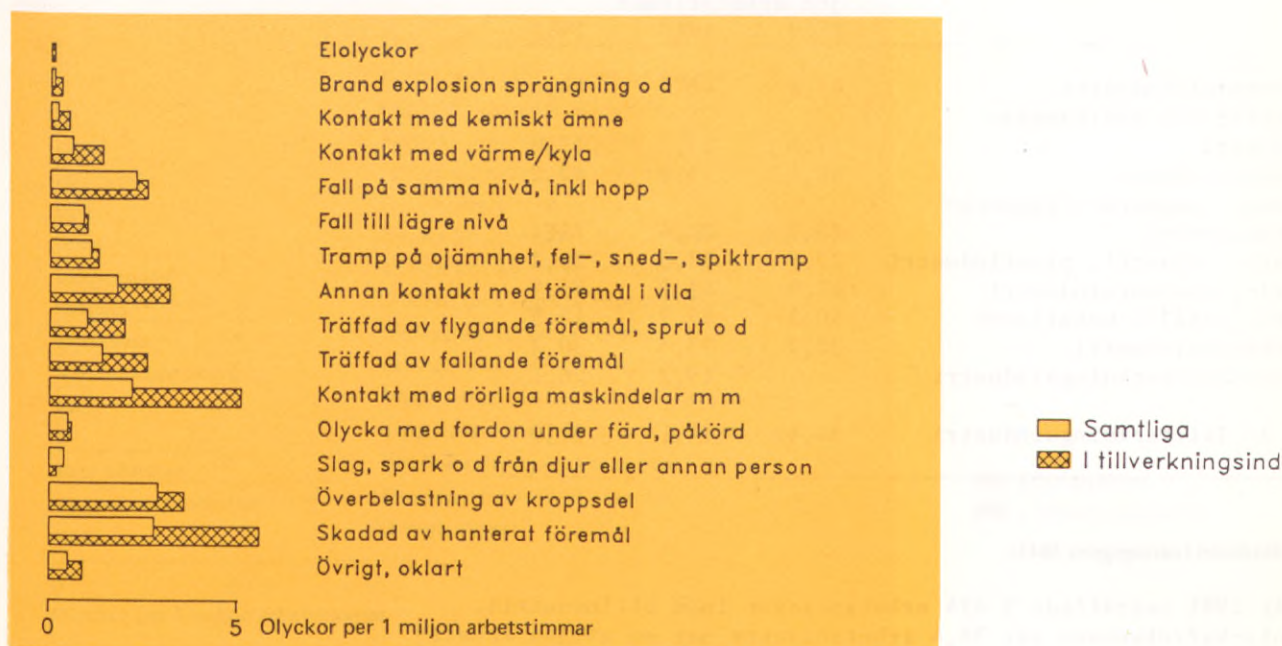 Elolyckor
Brand explosion sprängning o d
Kontakt med kemiskt ämne
Kontakt med värme/kyla
Fall på samma nivå, inkl hopp
Fall till lägre nivå
Tramp på ojämnhet, fel-, sned-, spiktramp
Annan kontakt med föremål i vila
Träffad av flygande föremål, sprut o d
Träffad av fallande föremål
Kontakt med rörliga maskindelar m m
Olycka med fordon under färd, påkörd
Slag, spark o d från djur eller annan person
Överbelastning av kroppsdel
Skadad av hanterat föremål
Övrigt, oklart
0 5 Olyckor per 1 miljon arbetstimmar
Samtliga
I tillverkningsind